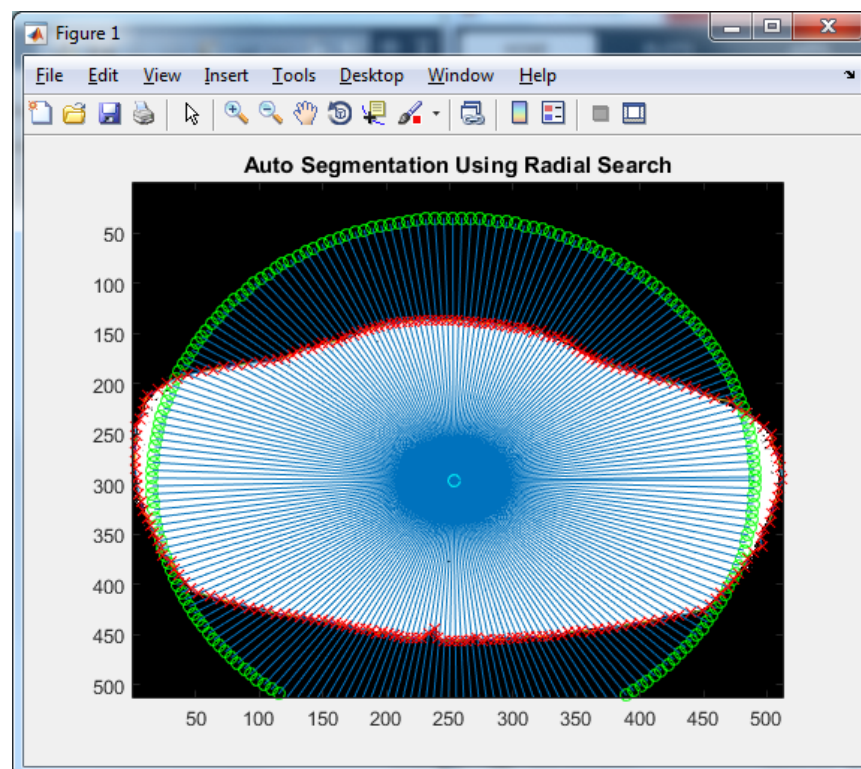 Figure 1
File Edit View Insert Tools Desktop Window Help
Auto Segmentation Using Radial Search
50
100
150
200
250
300
350
400
450
500
50 100 150 200 250 300 350 400 450 500